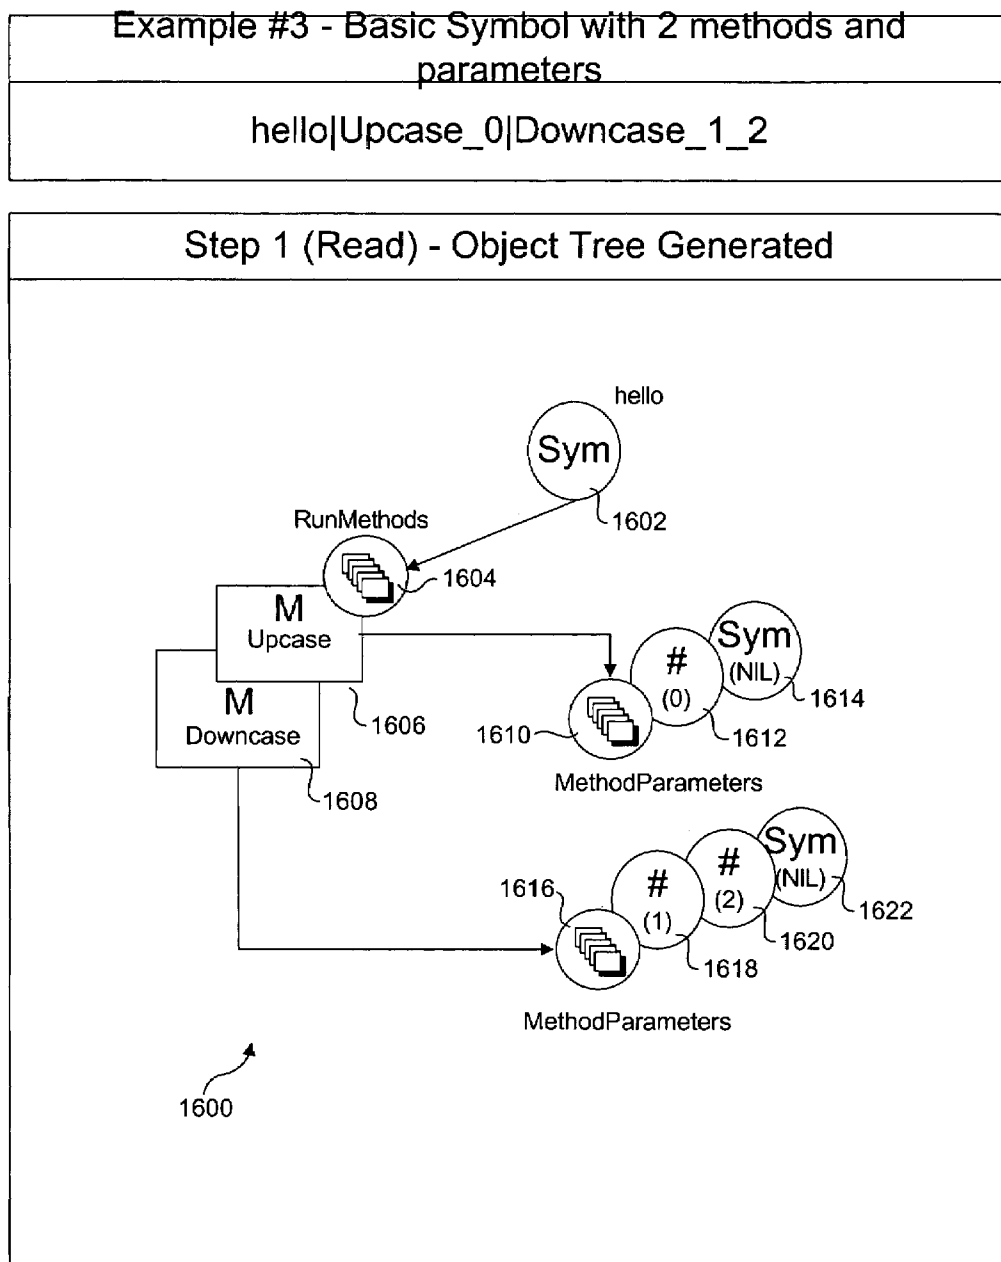 Example #3 - Basic Symbol with 2 methods and
parameters
hello|Upcase_0|Downcase_1_2
Step 1 (Read) - Object Tree Generated
hello
Sym
1602
RunMethods
1604
M
Upcase
1606
M
Downcase
1608
Sym
(NIL)
1614
#
(0)
1612
1610
MethodParameters
Sym
(NIL)
1622
#
(2)
1620
#
(1)
1618
1616
MethodParameters
1600